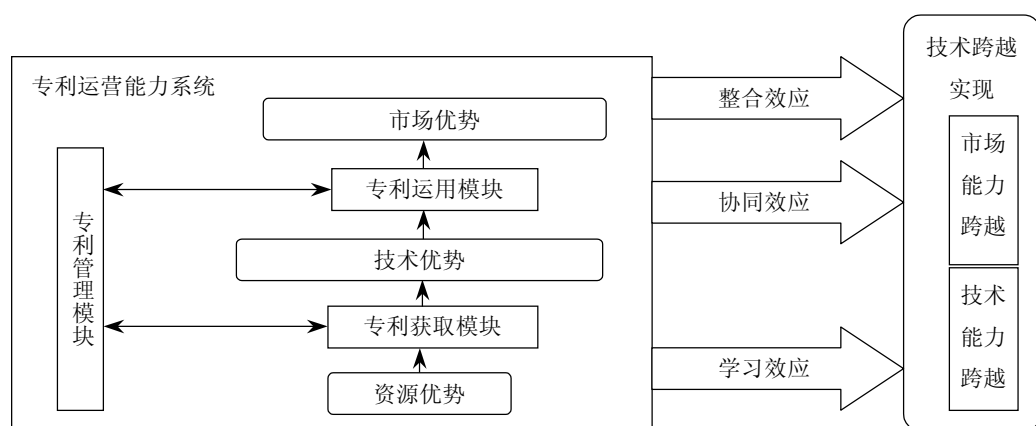 专利运营能力系统
市场优势
专利运用模块
技术优势
专利获取模块
资源优势
专利管理模块
整合效应
协同效应
学习效应
技术跨越
实现
市场
能力
跨越
技术
能力
跨越